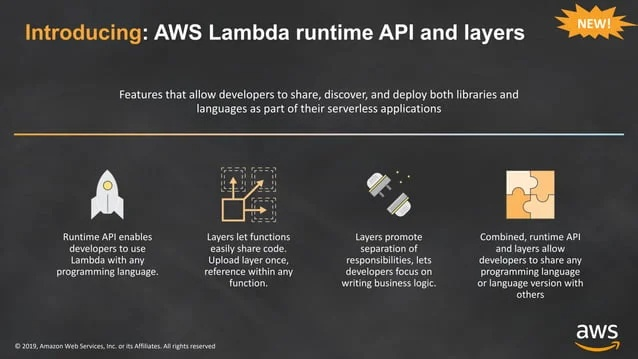 Introducing: AWS Lambda runtime API and layers
NEW!
Features that allow developers to share, discover, and deploy both libraries and
languages as part of their serverless applications
Runtime API enables
developers to use
Lambda with any
programming language.
Layers let functions
easily share code.
Upload layer once,
reference within any
function.
Layers promote
separation of
responsibilities, lets
developers focus on
writing business logic.
Combined, runtime API
and layers allow
developers to share any
programming language
or language version with
others
© 2019, Amazon Web Services, Inc. or its Affiliates. All rights reserved
aws